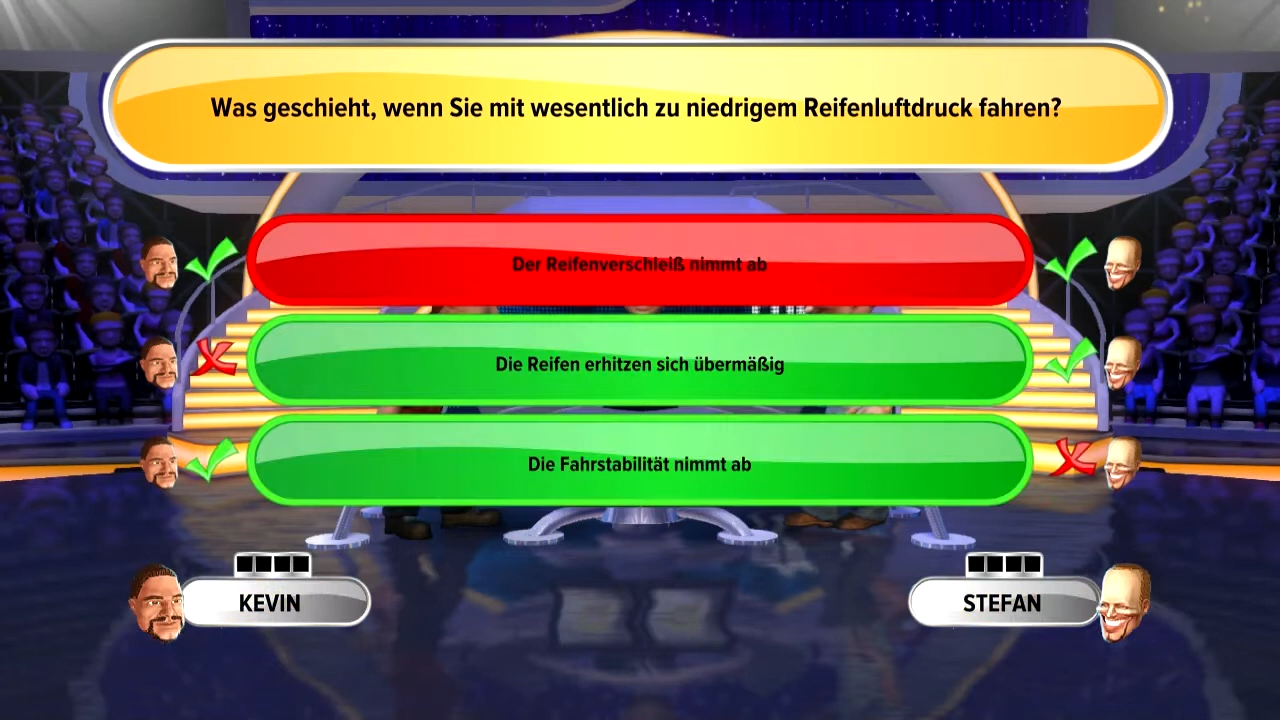 Was geschieht, wenn Sie mit wesentlich zu niedrigem Reifenluftdruck fahren?
Der Reifenverschleiß nimmt ab
Die Reifen erhitzen sich übermäßig
Die Fahrstabilität nimmt ab
KEVIN
STEFAN